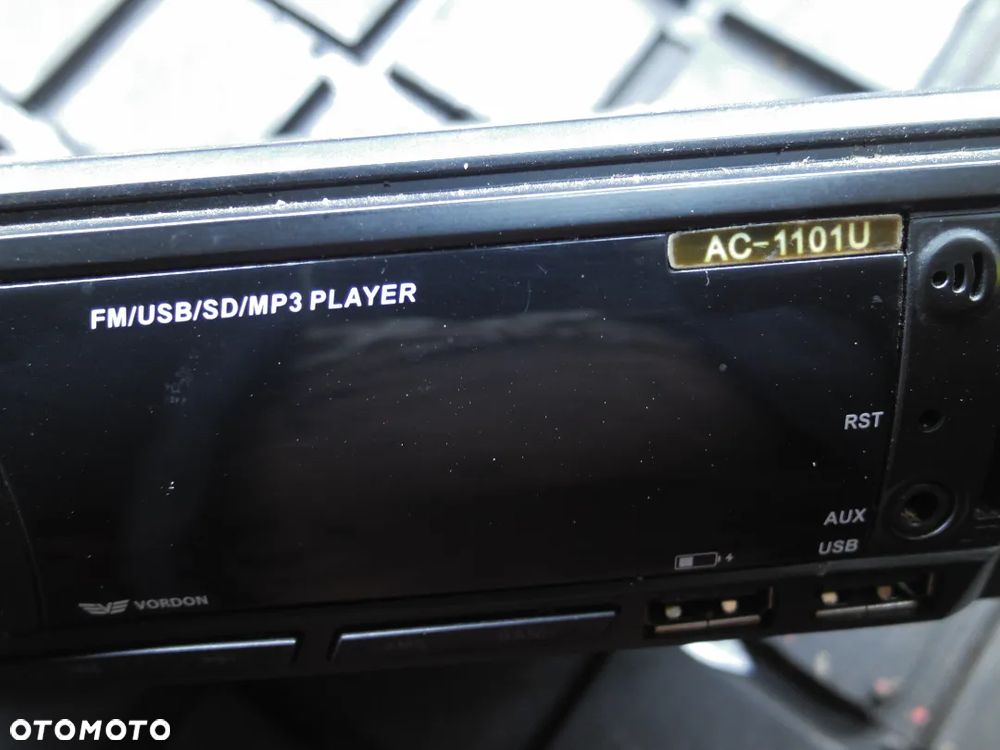 AC-1101U
FM/USB/SD/MP3 PLAYER
RST
AUX
USB
VORDON
OTOMOTO